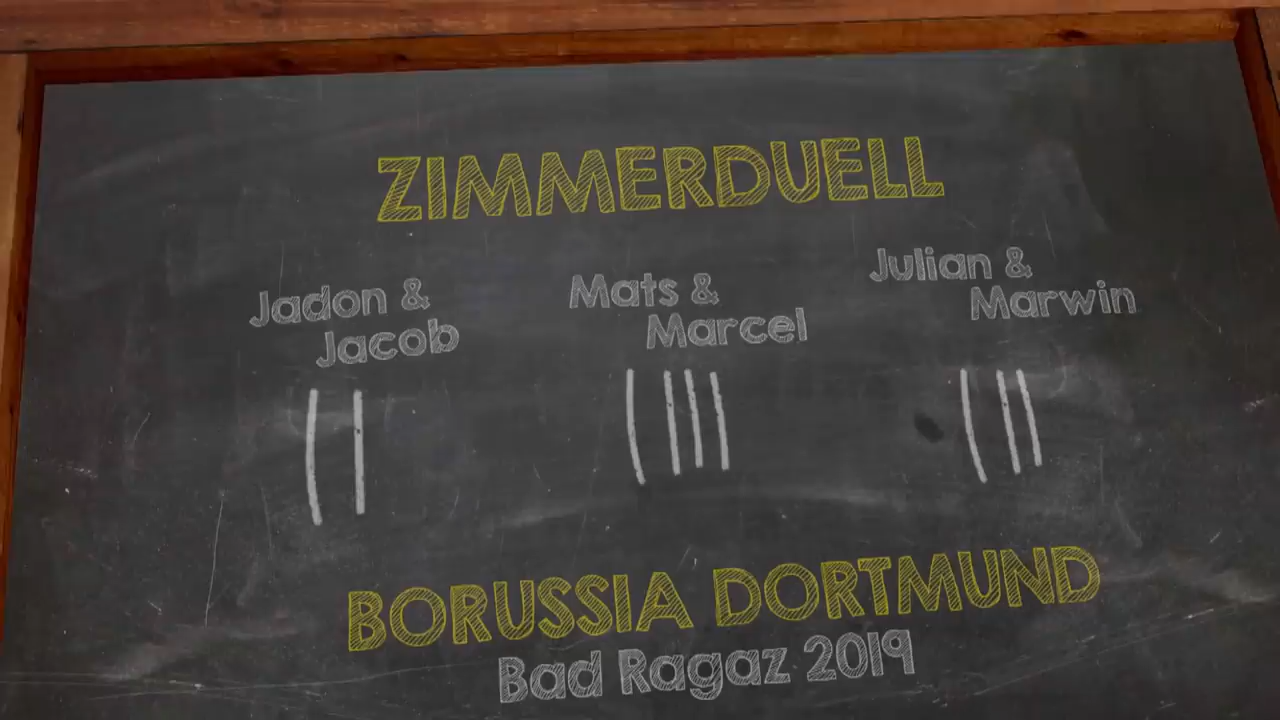 ZIMMERDUELL
Jadon &
Jacob
Mats &
Marcel
Julian &
Marwin
BORUSSIA DORTMUND
Bad Ragaz 2019